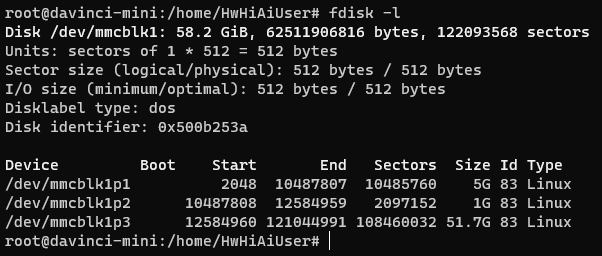 root@davinci-mini:/home/HwHiAiUser# fdisk -l
Disk /dev/mmcblk1: 58.2 GiB, 62511906816 bytes, 122093568 sectors
Units: sectors of 1 * 512 = 512 bytes
Sector size (logical/physical): 512 bytes / 512 bytes
I/O size (minimum/optimal): 512 bytes / 512 bytes
Disklabel type: dos
Disk identifier: 0x500b253a
Device         Boot    Start       End   Sectors  Size Id Type
/dev/mmcblk1p1          2048  10487807  10485760    5G 83 Linux
/dev/mmcblk1p2      10487808  12584959   2097152    1G 83 Linux
/dev/mmcblk1p3      12584960 121044991 108460032 51.7G 83 Linux
root@davinci-mini:/home/HwHiAiUser#